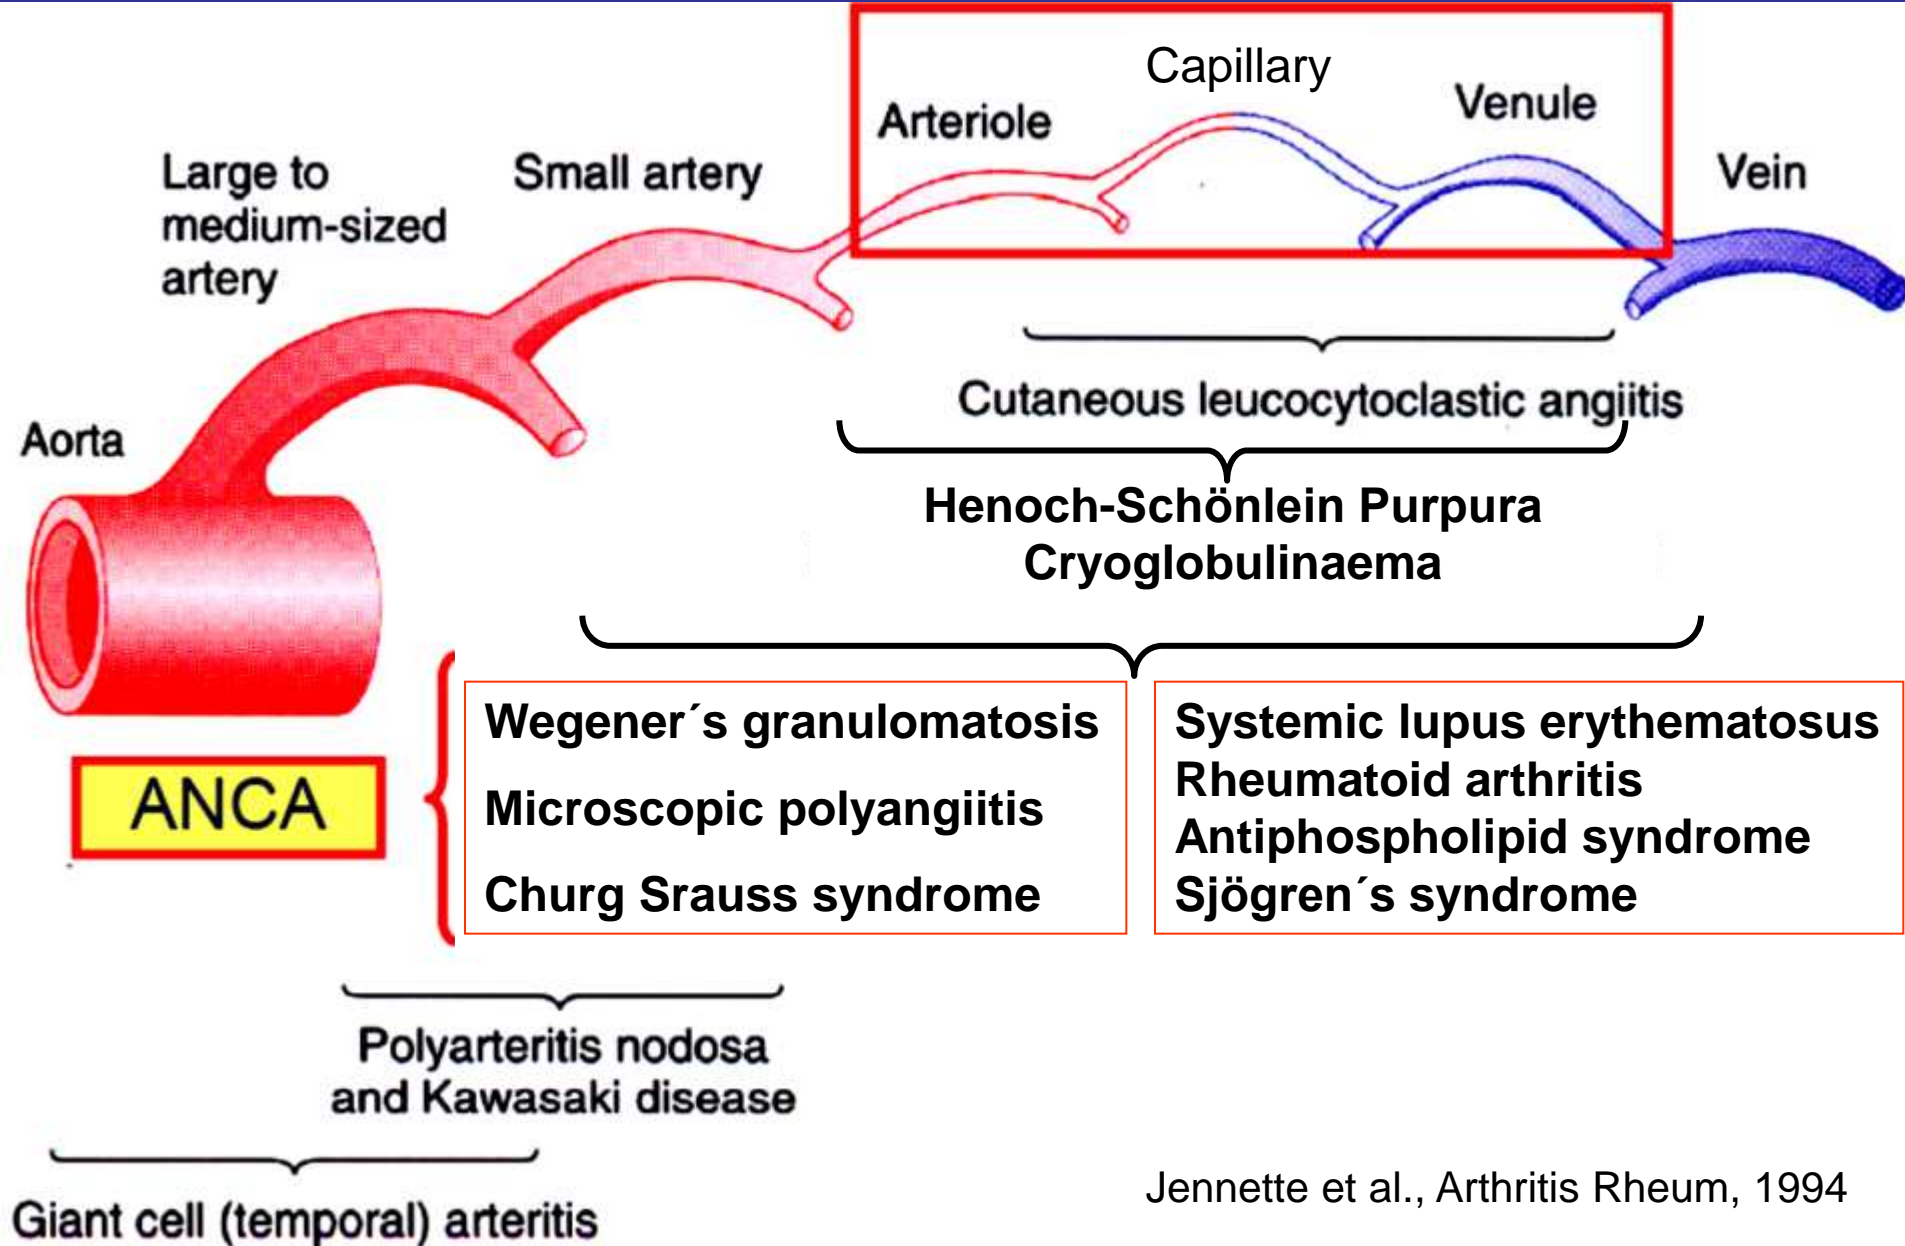 Capillary
Arteriole
Venule
Large to
medium-sized
artery
Small artery
Vein
Aorta
Cutaneous leucocytoclastic angiitis
Henoch-Schönlein Purpura
Cryoglobulinaema
ANCA
Wegener´s granulomatosis
Microscopic polyangiitis
Churg Srauss syndrome
Systemic lupus erythematosus
Rheumatoid arthritis
Antiphospholipid syndrome
Sjögren´s syndrome
Polyarteritis nodosa
and Kawasaki disease
Giant cell (temporal) arteritis
Jennette et al., Arthritis Rheum, 1994